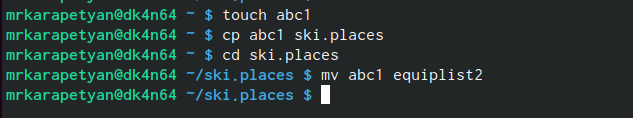 mrkarapetyan@dk4n64 ~ $ touch abc1
mrkarapetyan@dk4n64 ~ $ cp abc1 ski.places
mrkarapetyan@dk4n64 ~ $ cd ski.places
mrkarapetyan@dk4n64 ~/ski.places $ mv abc1 equiplist2
mrkarapetyan@dk4n64 ~/ski.places $